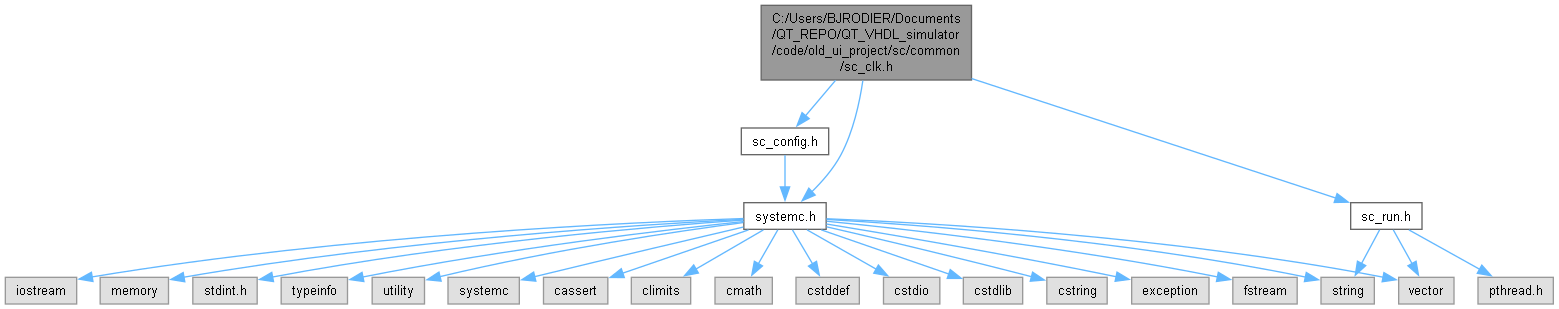 C:/Users/BJRODIER/Documents
/QT_REPO/QT_VHDL_simulator
/code/old_ui_project/sc/common
/sc_clk.h
sc_config.h
systemc.h
sc_run.h
iostream
memory
stdint.h
typeinfo
utility
systemc
cassert
climits
cmath
cstddef
cstdio
cstdlib
cstring
exception
fstream
string
vector
pthread.h